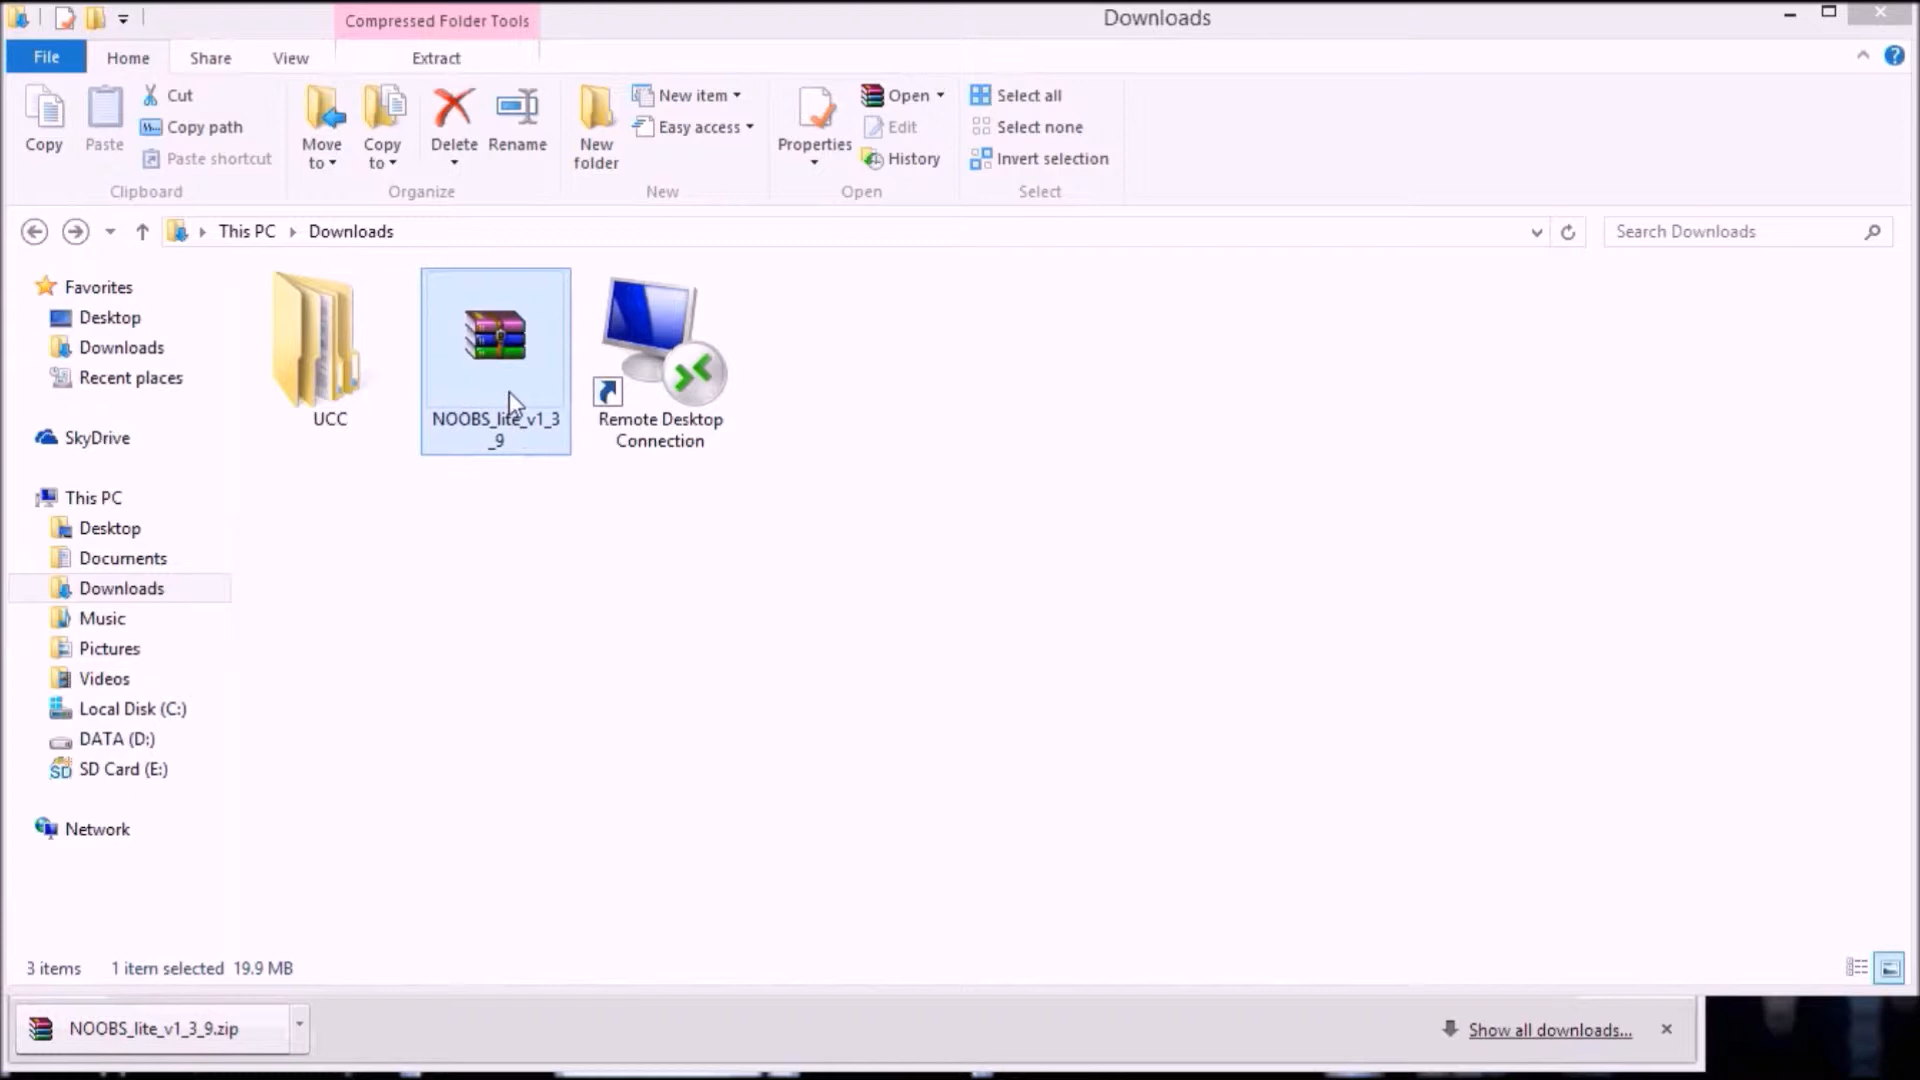 Compressed Folder Tools
Downloads
File
Home
Share
View
Extract
Copy
Paste
Cut
Copy path
Paste shortcut
Clipboard
Move to
Copy to
Delete
Rename
Organize
New folder
New item
Easy access
New
Properties
Open
Edit
History
Open
Select all
Select none
Invert selection
Select
This PC
Downloads
Search Downloads
Favorites
Desktop
Downloads
Recent places
SkyDrive
This PC
Desktop
Documents
Downloads
Music
Pictures
Videos
Local Disk (C:)
DATA (D:)
SD Card (E:)
Network
UCC
NOOBS_lite_v1_3
_9
Remote Desktop
Connection
3 items
1 item selected 19.9 MB
NOOBS_lite_v1_3_9.zip
Show all downloads...